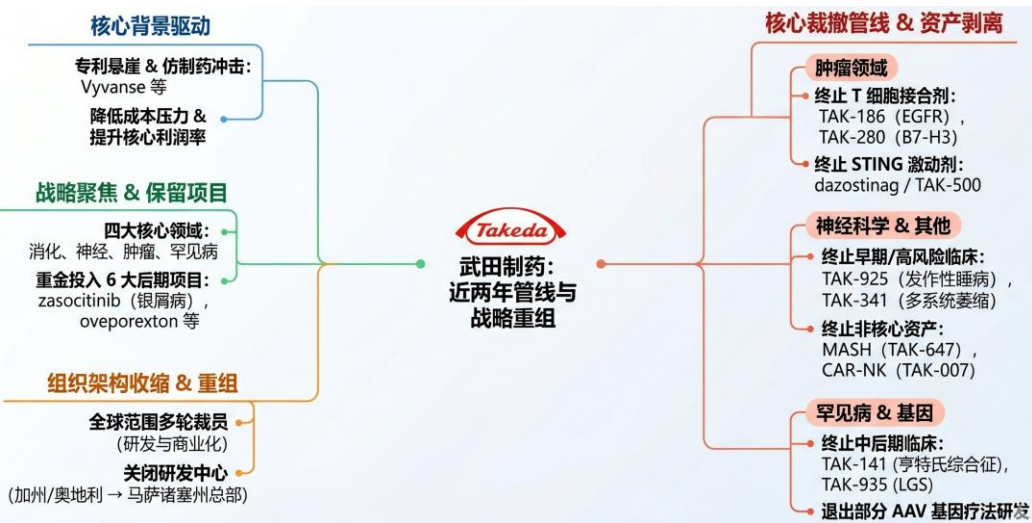 核心背景驱动
专利悬崖 & 仿制药冲击：
Vyvanse 等
降低成本压力 &
提升核心利润率
战略聚焦 & 保留项目
四大核心领域：
消化、神经、肿瘤、罕见病
重金投入 6 大后期项目：
zasocitinib（银屑病），
oveporexton 等
组织架构收缩 & 重组
全球范围多轮裁员
(研发与商业化)
关闭研发中心
(加州/奥地利 → 马萨诸塞州总部)
Takeda
武田制药：
近两年管线与
战略重组
核心裁撤管线 & 资产剥离
肿瘤领域
终止 T 细胞接合剂：
TAK-186（EGFR），
TAK-280（B7-H3）
终止 STING 激动剂：
dazostinag / TAK-500
神经科学 & 其他
终止早期/高风险临床：
TAK-925（发作性睡病），
TAK-341（多系统萎缩）
终止非核心资产：
MASH（TAK-647），
CAR-NK（TAK-007）
罕见病 & 基因
终止中后期临床：
TAK-141 (亨特氏综合征)，
TAK-935 (LGS)
退出部分 AAV 基因疗法研发